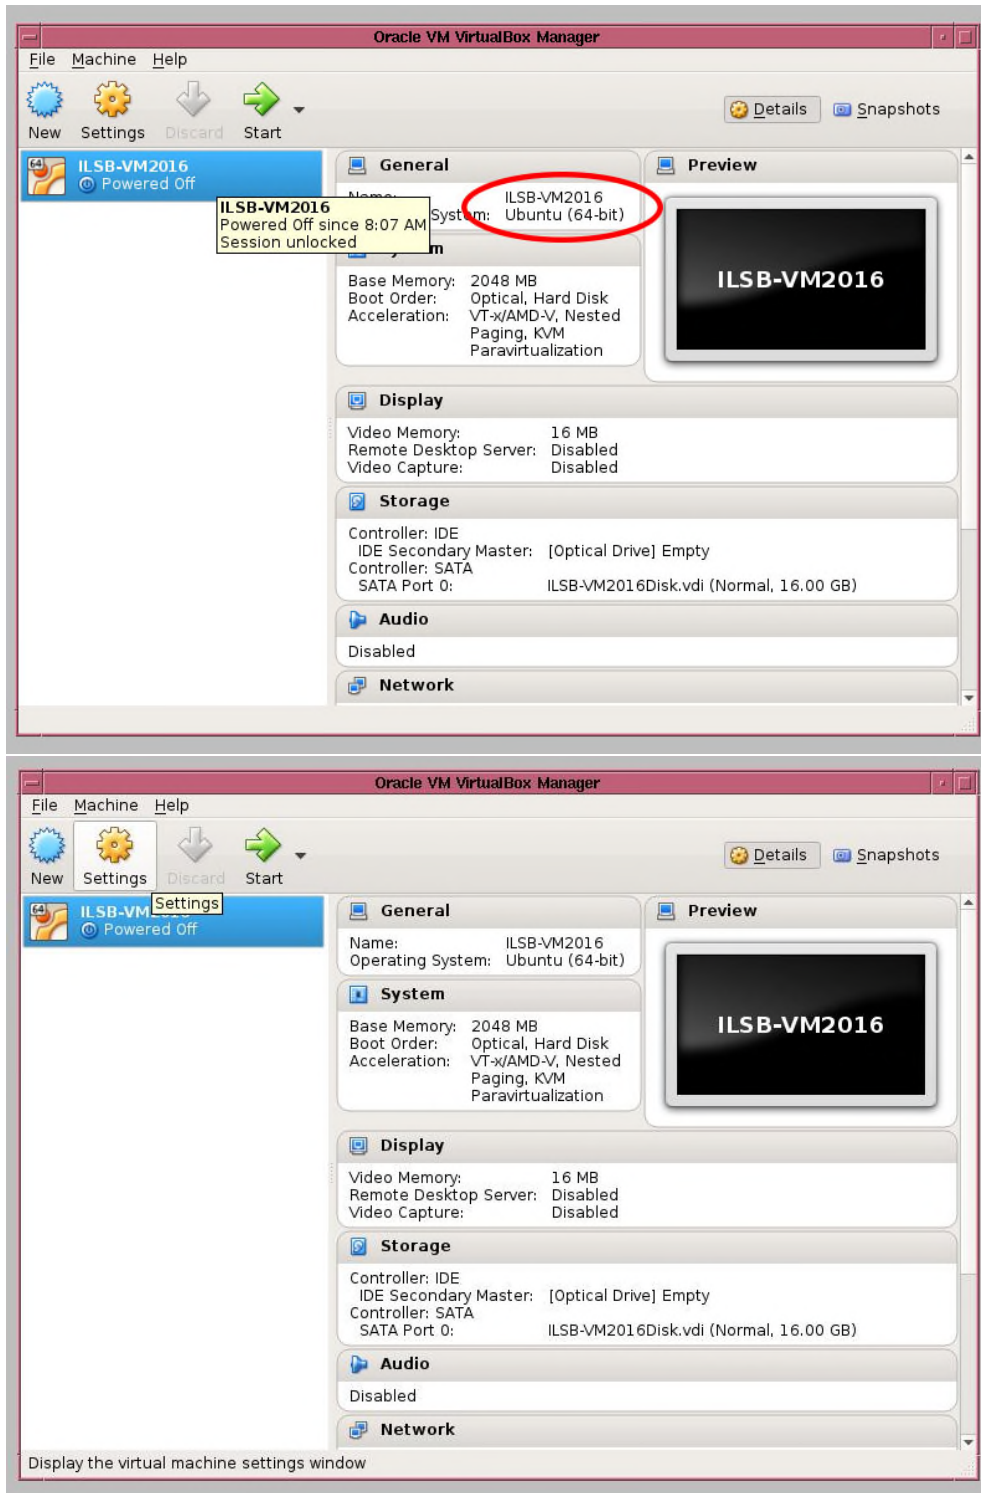 Oracle VM VirtualBox Manager
File Machine Help
New Settings Discard Start
Details Snapshots
ILSB-VM2016
Powered Off
ILSB-VM2016
Powered Off since 8:07 AM
Session unlocked
General
Name: ILSB-VM2016
System: Ubuntu (64-bit)
Base Memory: 2048 MB
Boot Order: Optical, Hard Disk
Acceleration: VT-x/AMD-V, Nested
Paging, KVM
Paravirtualization
Preview
ILSB-VM2016
Display
Video Memory: 16 MB
Remote Desktop Server: Disabled
Video Capture: Disabled
Storage
Controller: IDE
IDE Secondary Master: [Optical Drive] Empty
Controller: SATA
SATA Port 0: ILSB-VM2016Disk.vdi (Normal, 16.00 GB)
Audio
Disabled
Network
Oracle VM VirtualBox Manager
File Machine Help
New Settings Discard Start
Details Snapshots
Settings
ILSB-VM2016
Powered Off
General
Name: ILSB-VM2016
Operating System: Ubuntu (64-bit)
System
Base Memory: 2048 MB
Boot Order: Optical, Hard Disk
Acceleration: VT-x/AMD-V, Nested
Paging, KVM
Paravirtualization
Preview
ILSB-VM2016
Display
Video Memory: 16 MB
Remote Desktop Server: Disabled
Video Capture: Disabled
Storage
Controller: IDE
IDE Secondary Master: [Optical Drive] Empty
Controller: SATA
SATA Port 0: ILSB-VM2016Disk.vdi (Normal, 16.00 GB)
Audio
Disabled
Network
Display the virtual machine settings window